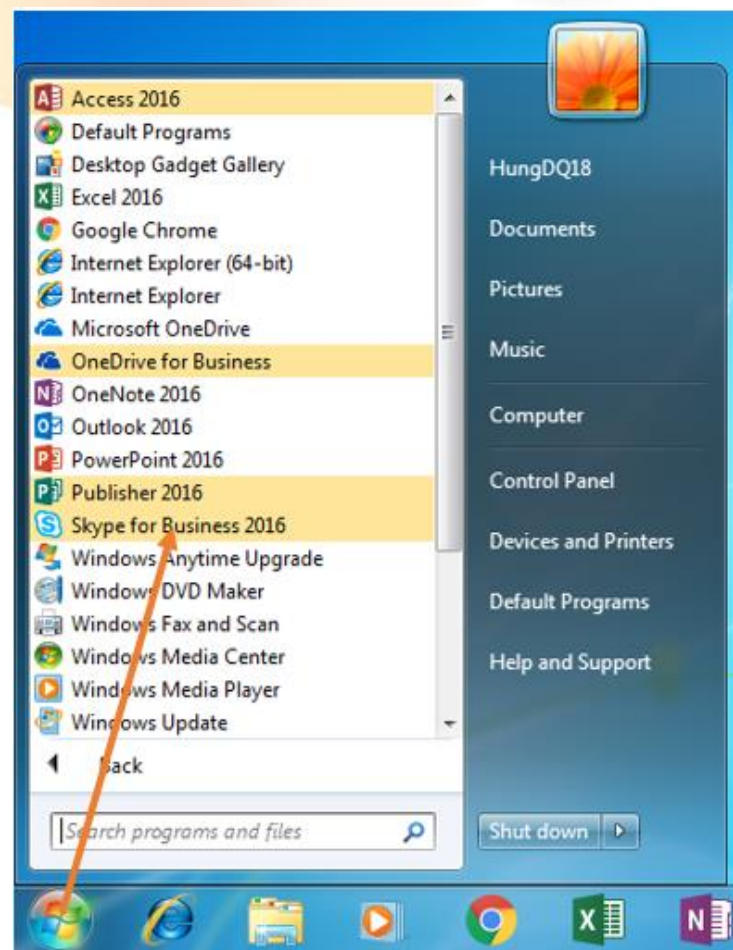 Access 2016
Default Programs
Desktop Gadget Gallery
Excel 2016
Google Chrome
Internet Explorer (64-bit)
Internet Explorer
Microsoft OneDrive
OneDrive for Business
OneNote 2016
Outlook 2016
PowerPoint 2016
Publisher 2016
Skype for Business 2016
Windows Anytime Upgrade
Windows DVD Maker
Windows Fax and Scan
Windows Media Center
Windows Media Player
Windows Update
Back
Search programs and files
HungDQ18
Documents
Pictures
Music
Computer
Control Panel
Devices and Printers
Default Programs
Help and Support
Shut down